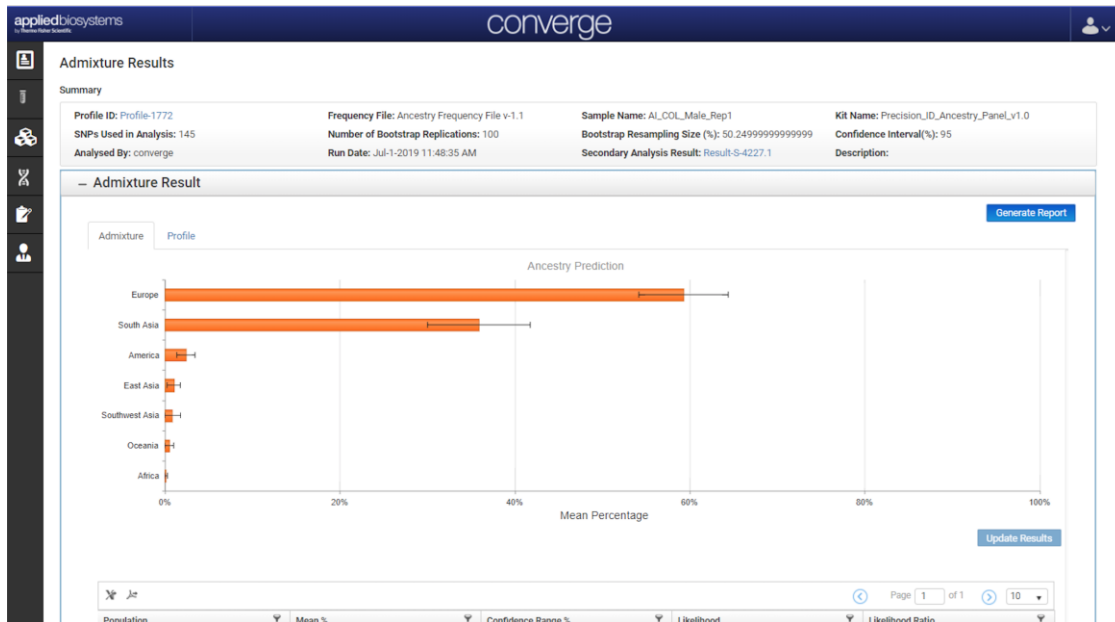 appliedbiosystems
by Thermo Fisher Scientific
converge
Admixture Results
Summary
Profile ID: Profile-1772 Frequency File: Ancestry Frequency File v-1.1 Sample Name: AI_COL_Male_Rep1 Kit Name: Precision_ID_Ancestry_Panel_v1.0
SNPs Used in Analysis: 145 Number of Bootstrap Replications: 100 Bootstrap Resampling Size (%): 50.24999999999999 Confidence Interval(%): 95
Analysed By: converge Run Date: Jul-1-2019 11:48:35 AM Secondary Analysis Result: Result-S-4227.1 Description:
– Admixture Result
Generate Report
Admixture Profile
Ancestry Prediction
Europe
South Asia
America
East Asia
Southwest Asia
Oceania
Africa
0% 20% 40% 60% 80% 100%
Mean Percentage
Update Results
Page 1 of 1 10
Population Mean % Confidence Range % Likelihood Likelihood Ratio